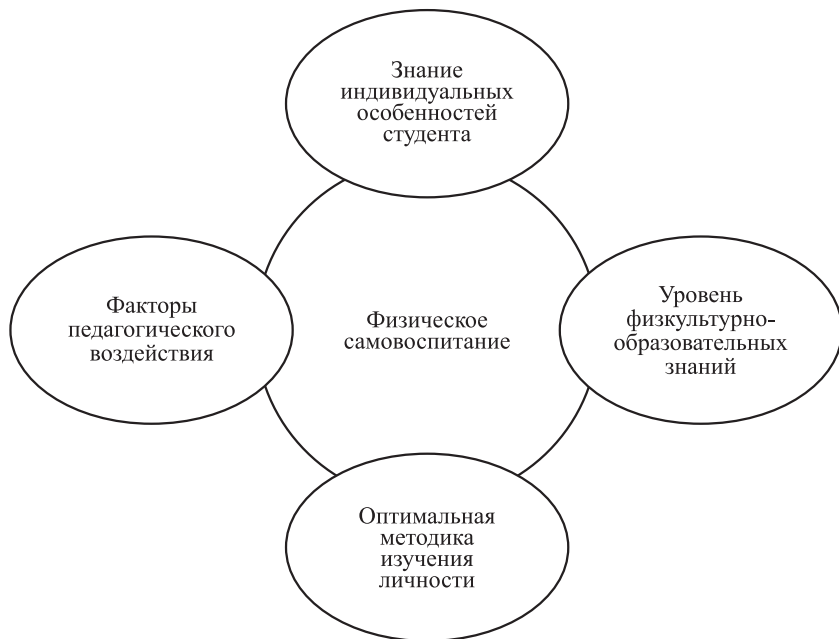 Знание
индивидуальных
особенностей
студента
Факторы
педагогического
воздействия
Физическое
самовоспитание
Уровень
физкультурно-
образовательных
знаний
Оптимальная
методика
изучения
личности